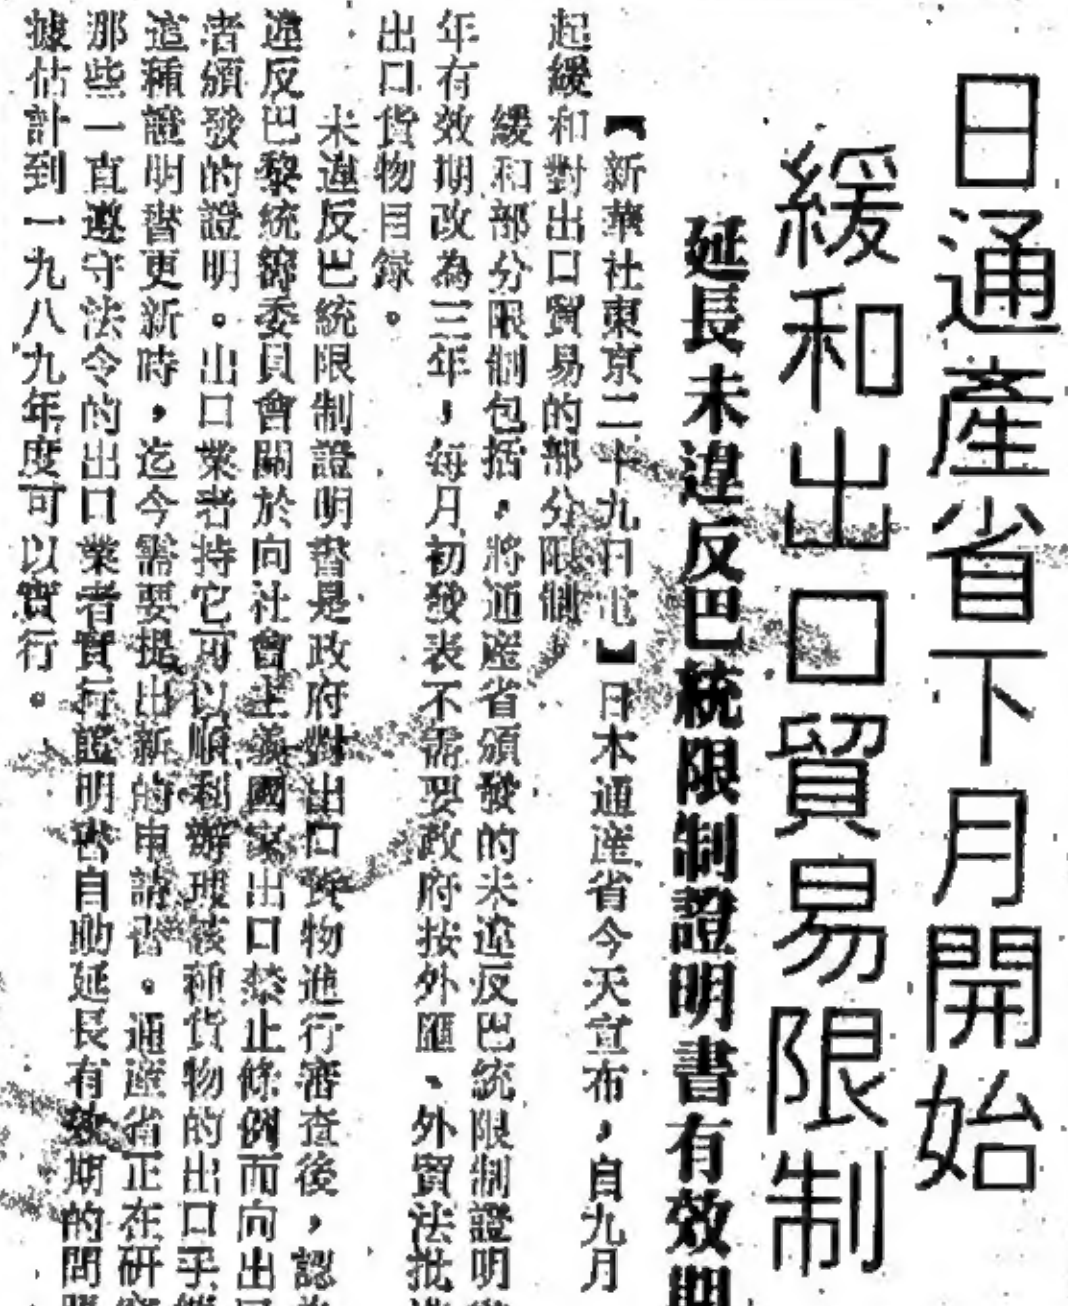 日通產省下月開始
緩和出口貿易限制
延長未違反巴統限制證明書有效期
【新華社東京二十九日電】日本通產省今天宣布，自九月
起緩和對出口貿易的部分限制。
緩和部分限制包括，將通產省頒發的未違反巴統限制證明
年有效期改為三年，每月初發表不需要政府按外匯、外貿法批
出口貨物目録。
未違反巴統限制證明書是政府對出口貨物進行審查後，認
違反巴黎統籌委員會關於向社會主義國家出口禁止條例而向出
者頒發的證明。出口業者持它可以順利辦理該種貨物的出口手
這種證明書更新時，迄今需要提出新的申請書。通產省正在研
那些一直遵守法令的出口業者實行證明書自動延長有效期的問
據估計到一九八九年度可以實行。